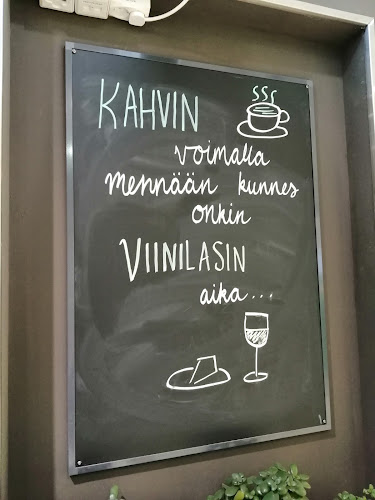 KAHVIN
voimalla
mennään kunnes
onkin
VIINILASIN
aika...